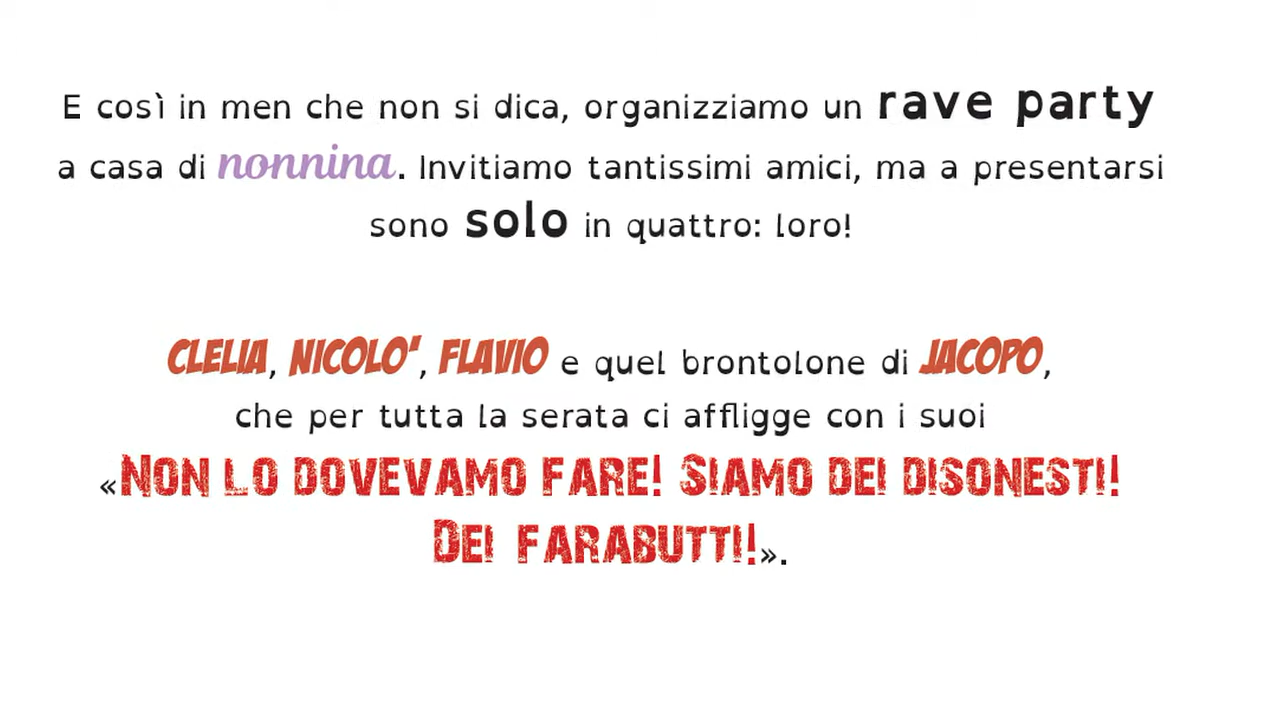 E così in men che non si dica, organizziamo un rave party
a casa di nonnina. Invitiamo tantissimi amici, ma a presentarsi
sono solo in quattro: loro!
CLELIA, NICOLO', FLAVIO e quel brontolone di JACOPO,
che per tutta la serata ci affligge con i suoi
«NON LO DOVEVAMO FARE! SIAMO DEI DISONESTI!
DEI FARABUTTI!».